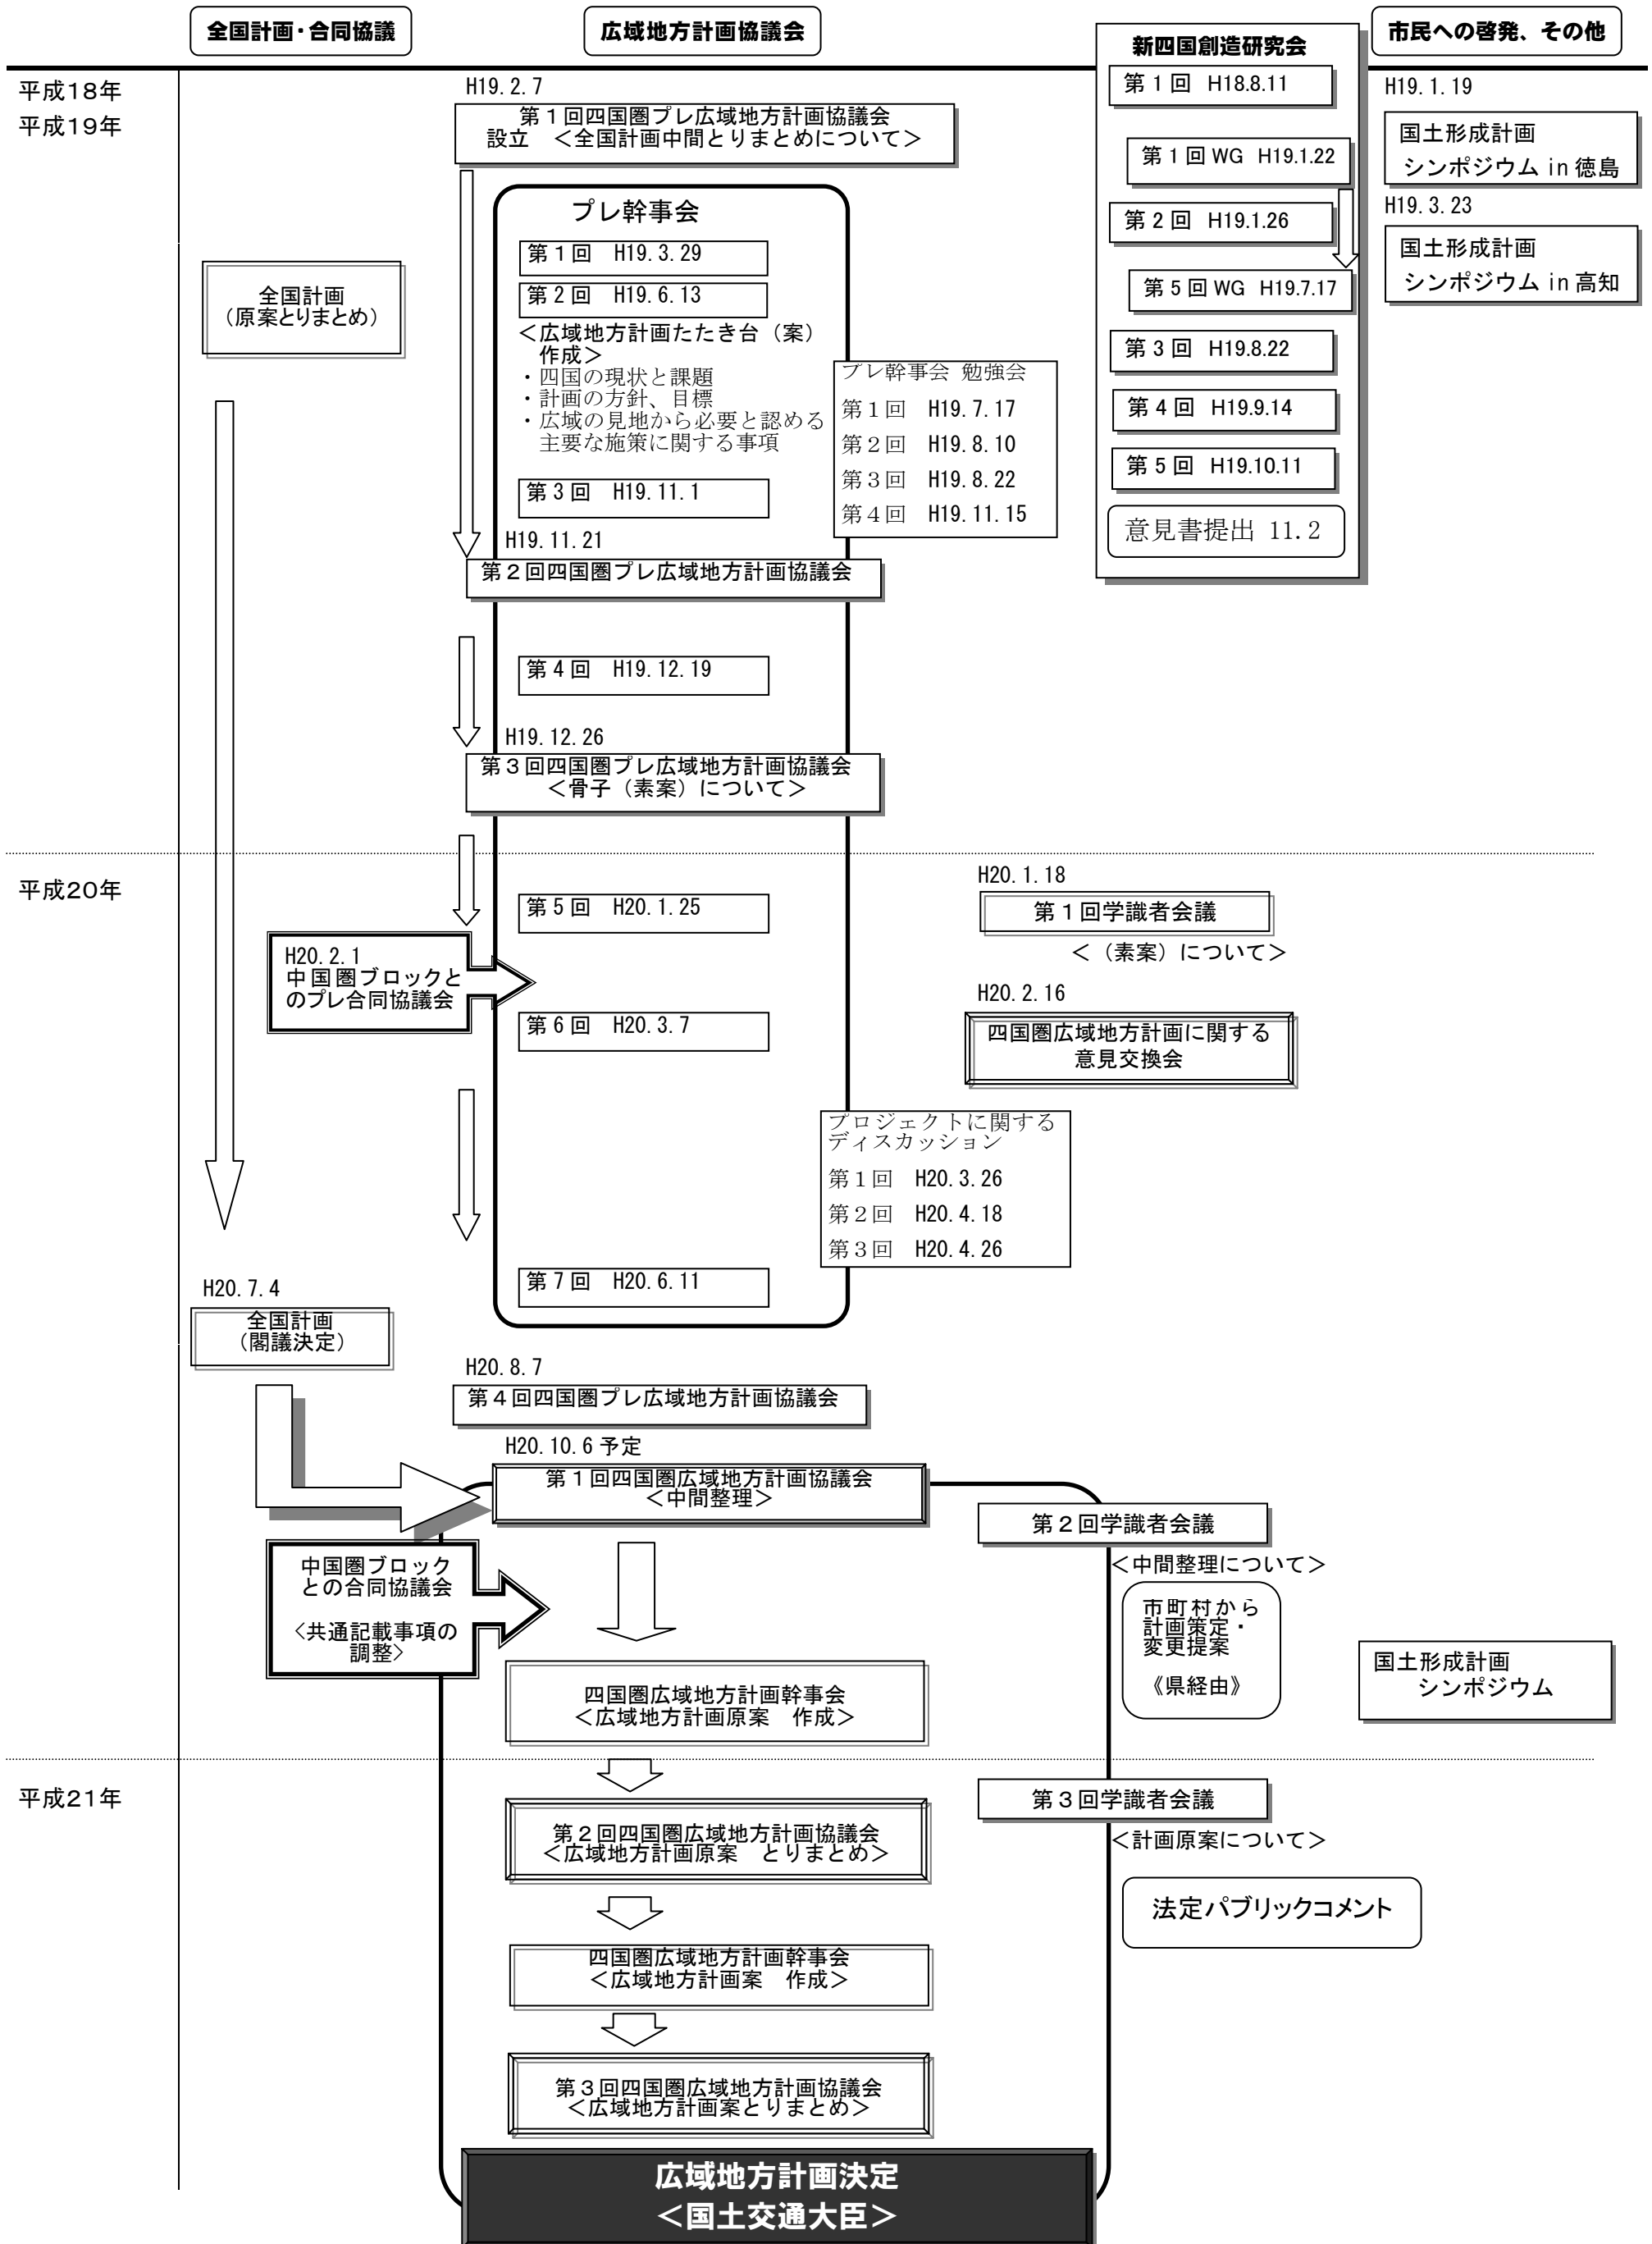 全国計画・合同協議
広域地方計画協議会
新四国創造研究会
市民への啓発、その他
平成18年
平成19年
H19.2.7
第１回四国圏プレ広域地方計画協議会
設立　＜全国計画中間とりまとめについて＞
プレ幹事会
第１回　H19.3.29
第２回　H19.6.13
＜広域地方計画たたき台（案）
作成＞
・四国の現状と課題
・計画の方針、目標
・広域の見地から必要と認める
主要な施策に関する事項
第３回　H19.11.1
全国計画
（原案とりまとめ）
プレ幹事会 勉強会
第１回　H19.7.17
第２回　H19.8.10
第３回　H19.8.22
第４回　H19.11.15
第１回 H18.8.11
第１回 WG H19.1.22
第２回 H19.1.26
第５回 WG H19.7.17
第３回 H19.8.22
第４回 H19.9.14
第５回 H19.10.11
意見書提出 11.2
H19.1.19
国土形成計画
シンポジウム in 徳島
H19.3.23
国土形成計画
シンポジウム in 高知
H19.11.21
第２回四国圏プレ広域地方計画協議会
第４回　H19.12.19
H19.12.26
第３回四国圏プレ広域地方計画協議会
＜骨子（素案）について＞
平成20年
第５回　H20.1.25
H20.2.1
中国圏ブロックと
のプレ合同協議会
第６回　H20.3.7
H20.1.18
第１回学識者会議
＜（素案）について＞
H20.2.16
四国圏広域地方計画に関する
意見交換会
プロジェクトに関する
ディスカッション
第１回　H20.3.26
第２回　H20.4.18
第３回　H20.4.26
第７回　H20.6.11
H20.7.4
全国計画
（閣議決定）
H20.8.7
第４回四国圏プレ広域地方計画協議会
H20.10.6 予定
第１回四国圏広域地方計画協議会
＜中間整理＞
第２回学識者会議
＜中間整理について＞
中国圏ブロック
との合同協議会
〈共通記載事項の
調整〉
市町村から
計画策定・
変更提案
《県経由》
国土形成計画
シンポジウム
四国圏広域地方計画幹事会
＜広域地方計画原案　作成＞
平成21年
第２回四国圏広域地方計画協議会
＜広域地方計画原案　とりまとめ＞
第３回学識者会議
＜計画原案について＞
法定パブリックコメント
四国圏広域地方計画幹事会
＜広域地方計画案　作成＞
第３回四国圏広域地方計画協議会
＜広域地方計画案とりまとめ＞
広域地方計画決定
＜国土交通大臣＞